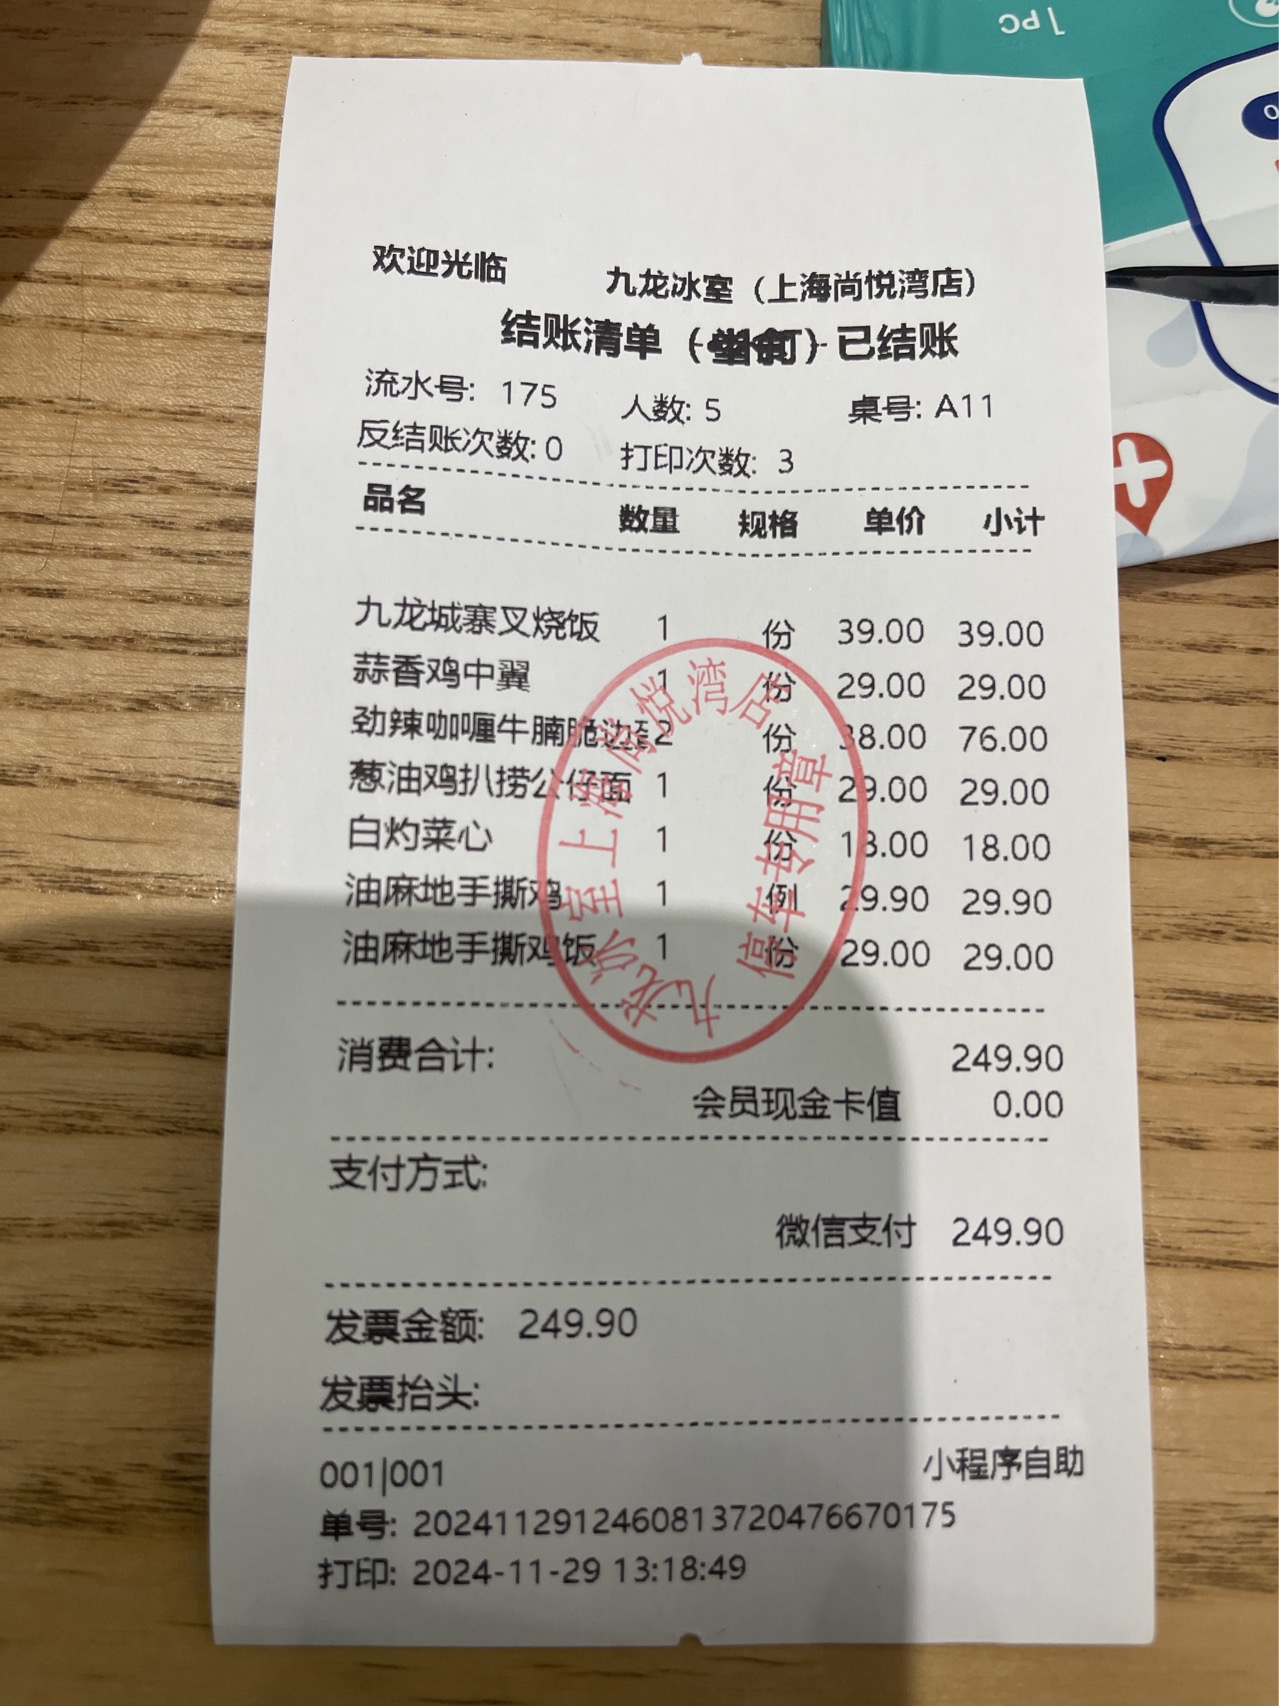 1PC
欢迎光临 九龙冰室（上海尚悦湾店）
结账清单 已结账
流水号: 175 人数: 5 桌号: A11
反结账次数: 0 打印次数: 3
品名 数量 规格 单价 小计
九龙城寨叉烧饭 1 份 39.00 39.00
蒜香鸡中翼 1 份 29.00 29.00
劲辣咖喱牛腩脆边 2 份 38.00 76.00
葱油鸡扒捞公仔面 1 份 29.00 29.00
白灼菜心 1 份 18.00 18.00
油麻地手撕鸡 1 例 29.90 29.90
油麻地手撕鸡饭 1 份 29.00 29.00
九龙冰室上海尚悦湾店
停车专用章
消费合计: 249.90
会员现金卡值 0.00
支付方式:
微信支付 249.90
发票金额: 249.90
发票抬头:
001|001 小程序自助
单号: 20241129124608137204766​70175
打印: 2024-11-29 13:18:49